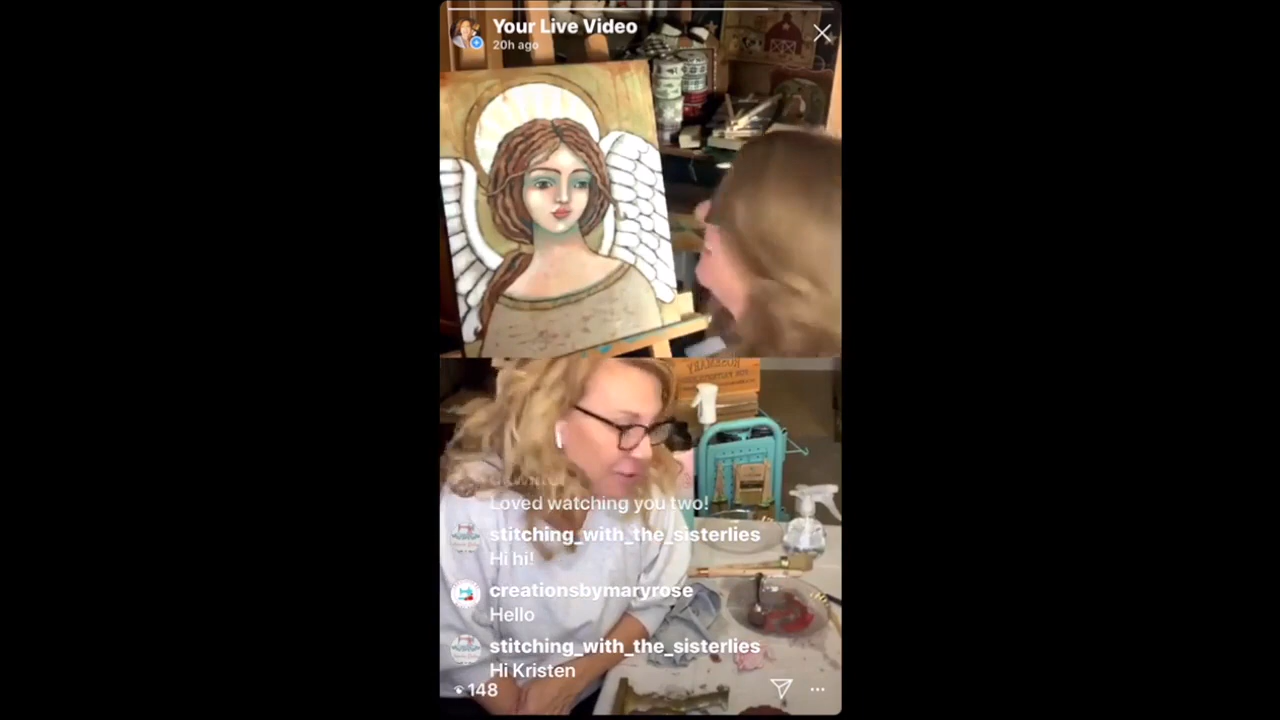 Your Live Video
20h ago
Loved watching you two!
stitching_with_the_sisterlies
Hi hi!
creationsbymaryrose
Hello
stitching_with_the_sisterlies
Hi Kristen
148